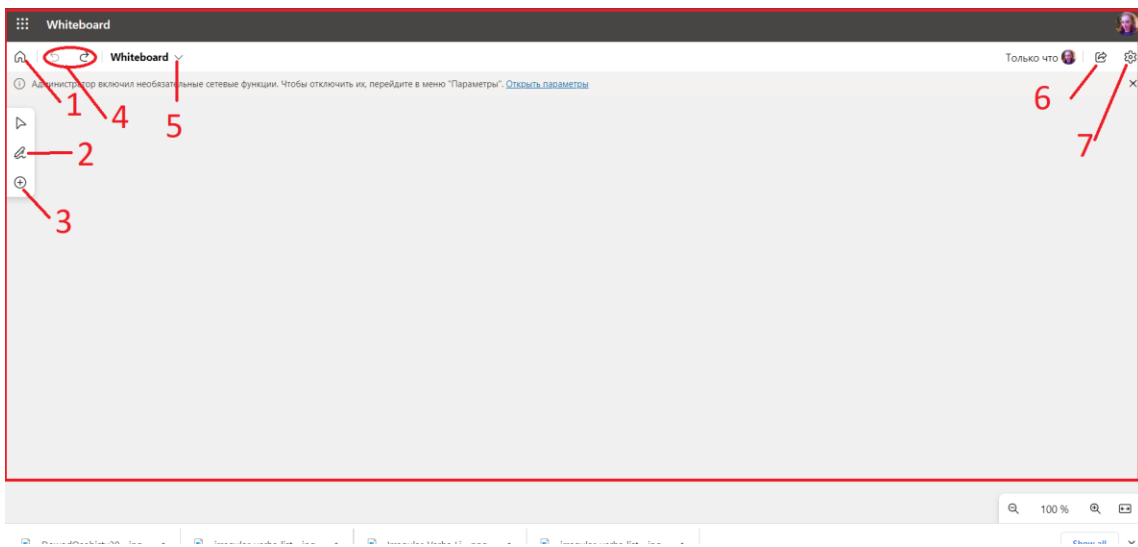 Whiteboard
Whiteboard
Только что
Администратор включил необязательные сетевые функции. Чтобы отключить их, перейдите в меню "Параметры". Открыть параметры
1
4
5
6
7
2
3
100 %
Show all